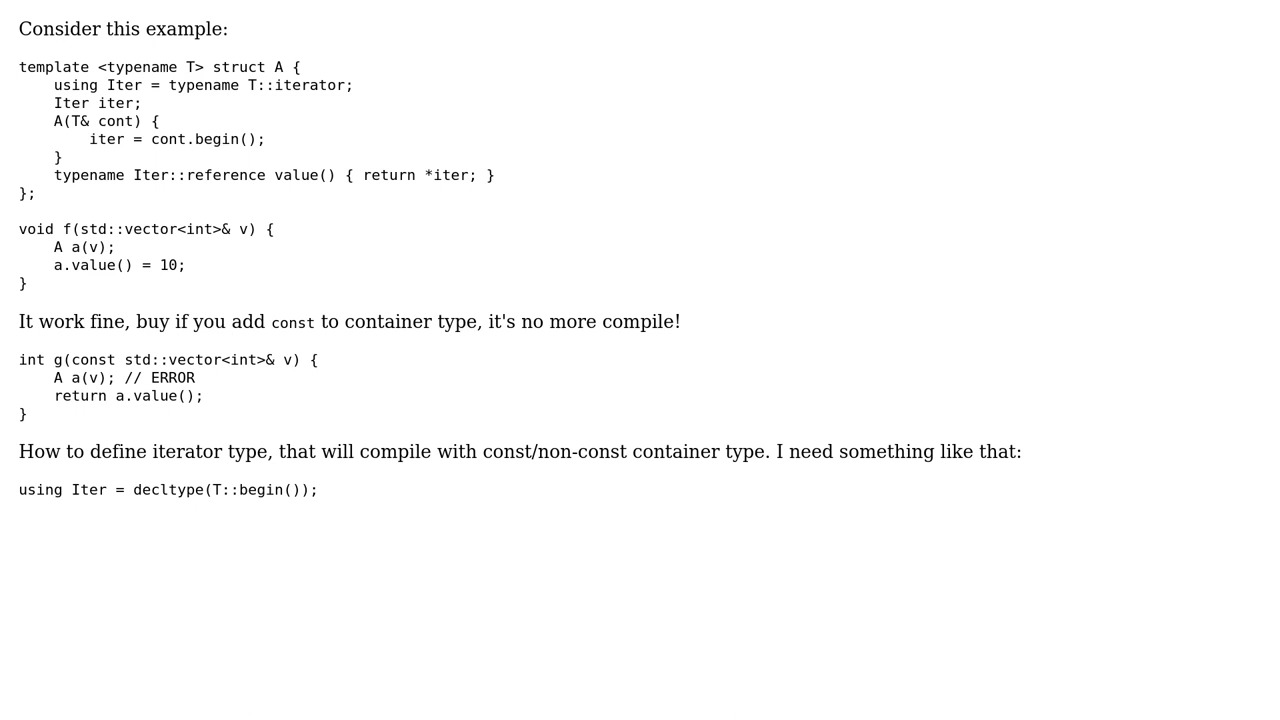 Consider this example:
template <typename T> struct A {
    using Iter = typename T::iterator;
    Iter iter;
    A(T& cont) {
        iter = cont.begin();
    }
    typename Iter::reference value() { return *iter; }
};
void f(std::vector<int>& v) {
    A a(v);
    a.value() = 10;
}
It work fine, buy if you add const to container type, it's no more compile!
int g(const std::vector<int>& v) {
    A a(v); // ERROR
    return a.value();
}
How to define iterator type, that will compile with const/non-const container type. I need something like that:
using Iter = decltype(T::begin());